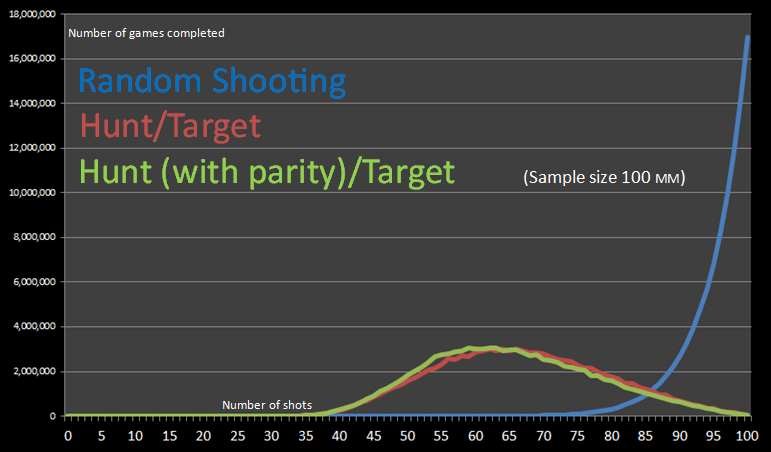 18,000,000
Number of games completed
16,000,000
Random Shooting
14,000,000
Hunt/Target
12,000,000
Hunt (with parity)/Target
(Sample size 100 MM)
10,000,000
8,000,000
6,000,000
4,000,000
2,000,000
Number of shots
0
0 5 10 15 20 25 30 35 40 45 50 55 60 65 70 75 80 85 90 95 100